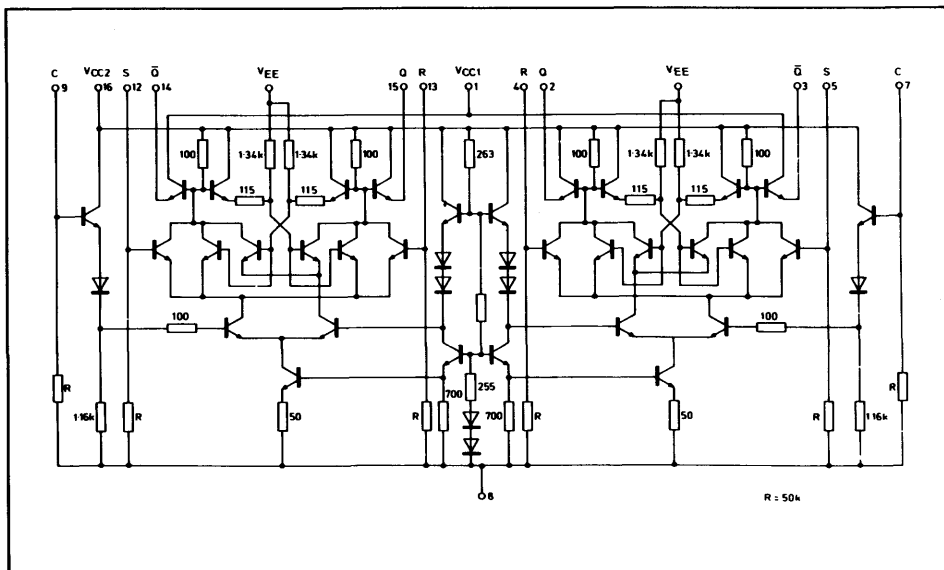 C VCC2 S Q̅ VEE Q R VCC1 R Q VEE Q̅ S C
9 16 12 14 15 13 1 4 2 3 5 7
100 1·34k 1·34k 100 263 100 1·34k 1·34k 100
115 115 115 115
100 100
R 1·16k R 50 R 700 255 700 R 50 R 1·16k R
8
R = 50k